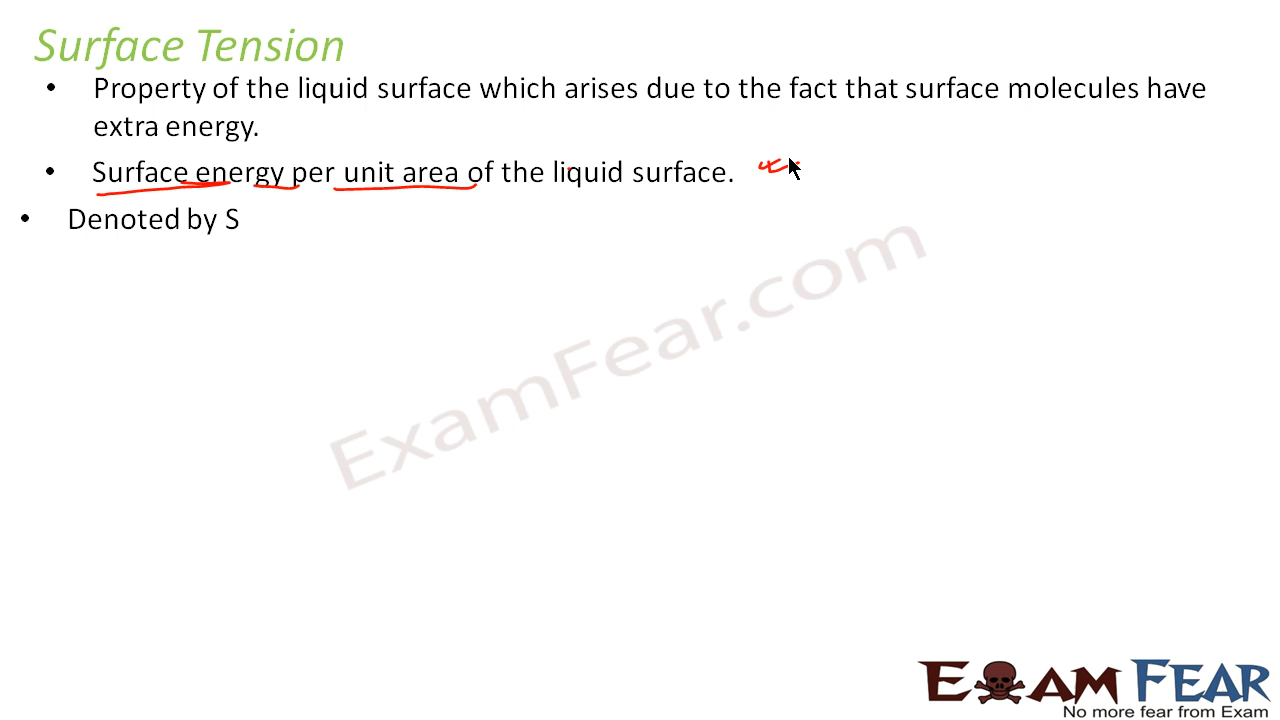 Surface Tension
• Property of the liquid surface which arises due to the fact that surface molecules have
extra energy.
• Surface energy per unit area of the liquid surface.
• Denoted by S
ExamFear.com
EXAM FEAR
No more fear from Exam